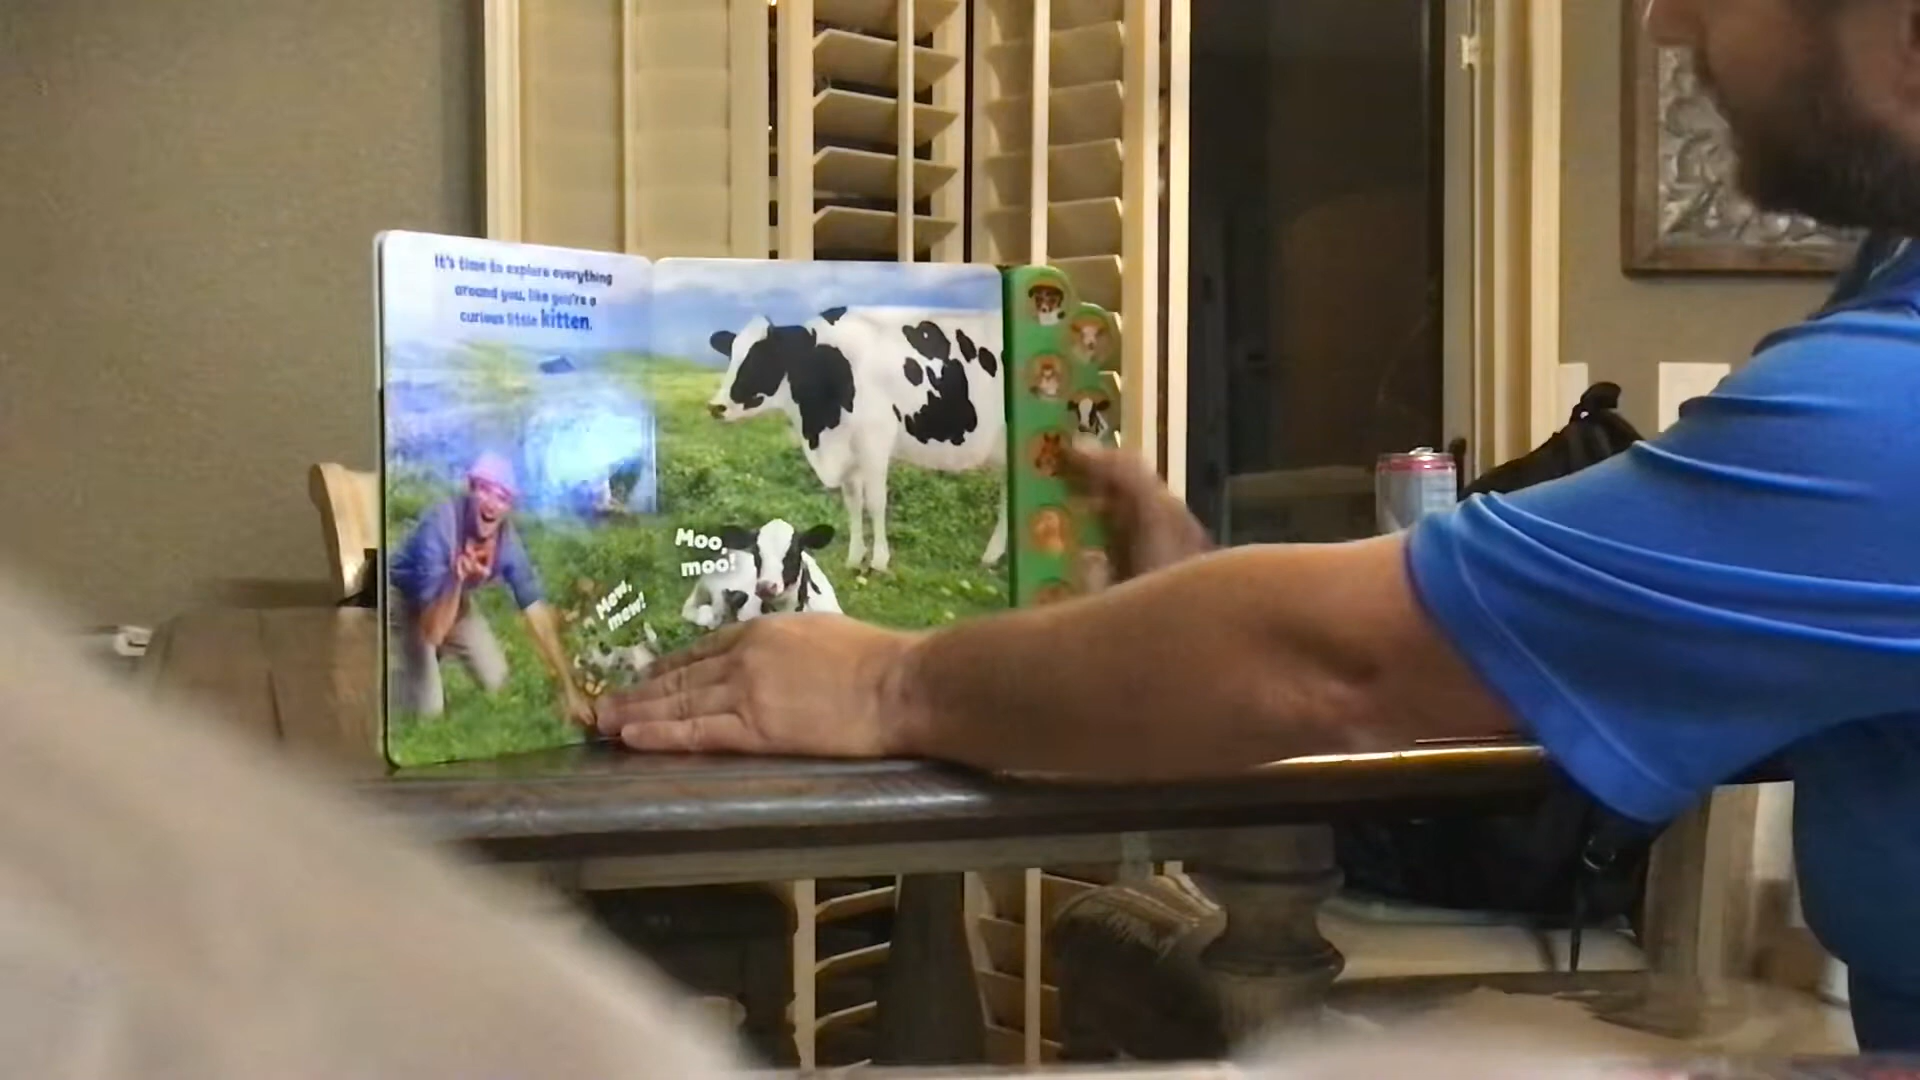 It's time to explore everything
around you, like you're a
curious little kitten.
Moo,
moo!
Mew,
mew!